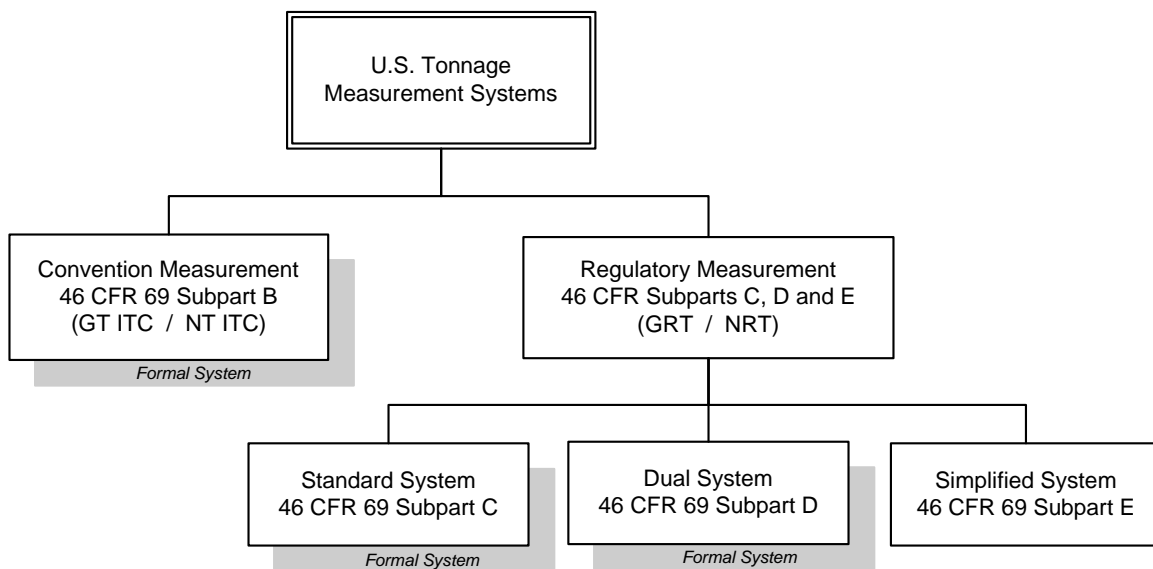 U.S. Tonnage
Measurement Systems
Convention Measurement
46 CFR 69 Subpart B
(GT ITC / NT ITC)
Formal System
Regulatory Measurement
46 CFR Subparts C, D and E
(GRT / NRT)
Standard System
46 CFR 69 Subpart C
Formal System
Dual System
46 CFR 69 Subpart D
Formal System
Simplified System
46 CFR 69 Subpart E